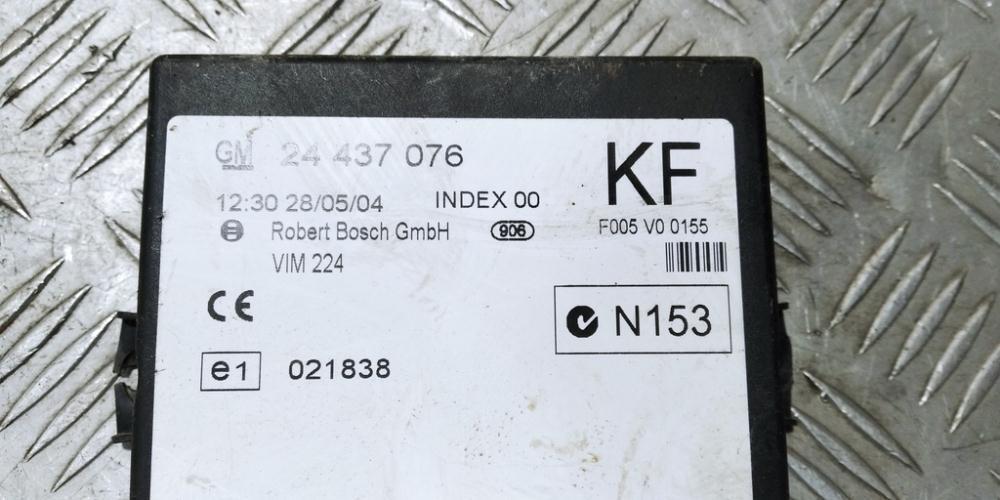 GM 24 437 076 KF
12:30 28/05/04 INDEX 00
Robert Bosch GmbH 906 F005 V0 0155
VIM 224
CE N153
e1 021838